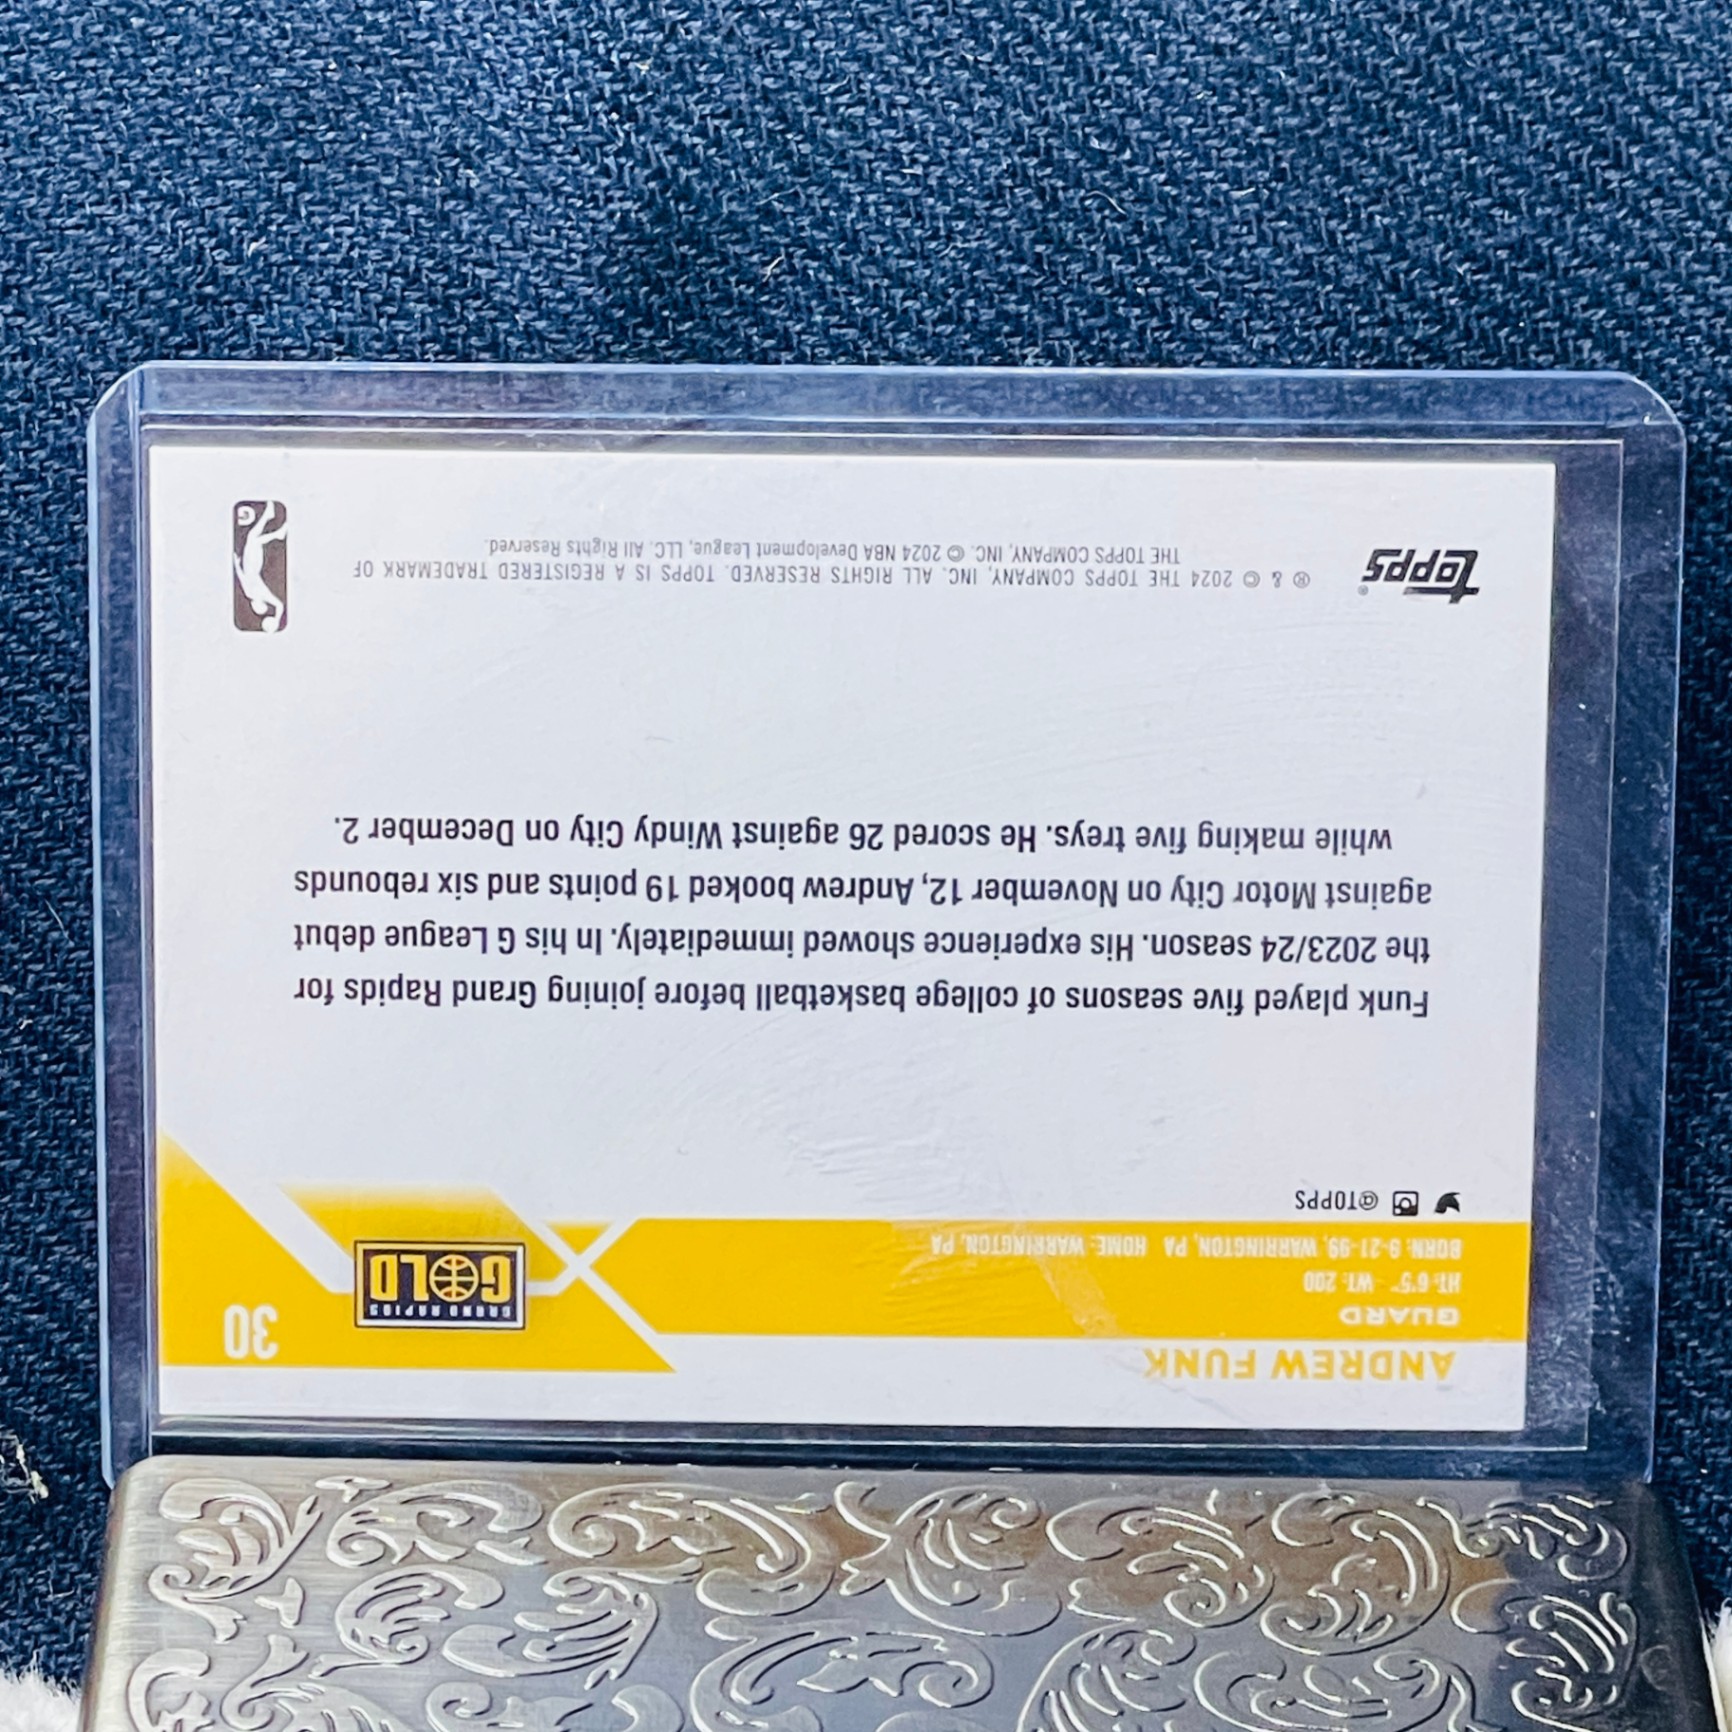 ANDREW FUNK
GUARD
HT: 6'5" WT: 200
BORN: 9-21-99, WARRINGTON, PA HOME: WARRINGTON, PA
GRAND RAPIDS
GOLD
30
@TOPPS
Funk played five seasons of college basketball before joining Grand Rapids for
the 2023/24 season. His experience showed immediately. In his G League debut
against Motor City on November 12, Andrew booked 19 points and six rebounds
while making five treys. He scored 26 against Windy City on December 2.
topps®
® & © 2024 THE TOPPS COMPANY, INC. ALL RIGHTS RESERVED. TOPPS IS A REGISTERED TRADEMARK OF
THE TOPPS COMPANY, INC. © 2024 NBA Development League, LLC. All Rights Reserved.
G